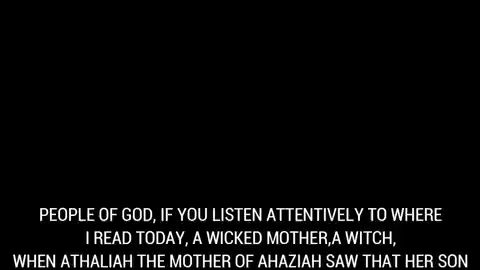 PEOPLE OF GOD, IF YOU LISTEN ATTENTIVELY TO WHERE
I READ TODAY, A WICKED MOTHER,A WITCH,
WHEN ATHALIAH THE MOTHER OF AHAZIAH SAW THAT HER SON